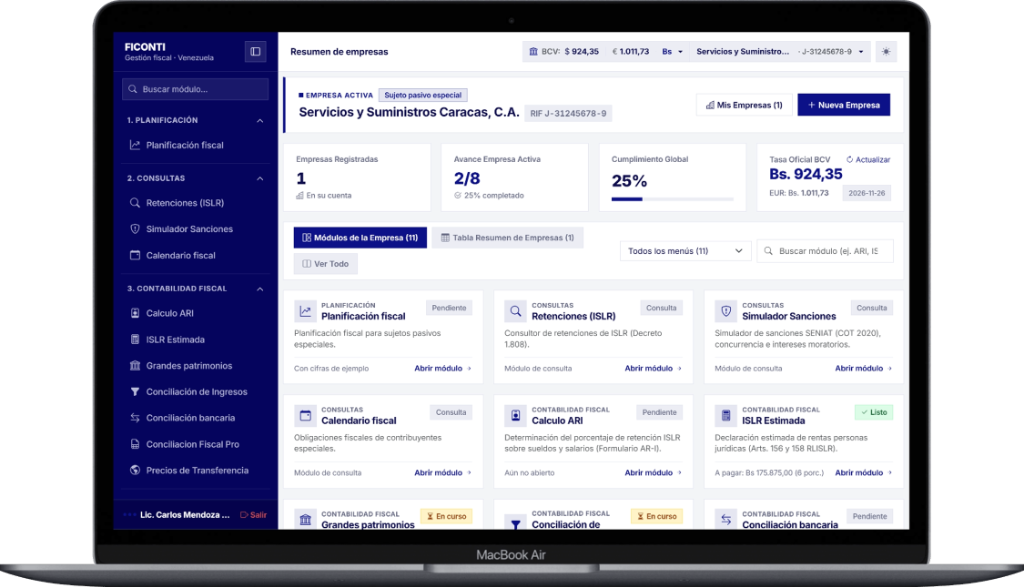 FICONTI
Gestión fiscal · Venezuela
Buscar módulo...
1. PLANIFICACIÓN
Planificación fiscal
2. CONSULTAS
Retenciones (ISLR)
Simulador Sanciones
Calendario fiscal
3. CONTABILIDAD FISCAL
Calculo ARI
ISLR Estimada
Grandes patrimonios
Conciliación de Ingresos
Conciliación bancaria
Conciliacion Fiscal Pro
Precios de Transferencia
Lic. Carlos Mendoza ... Salir
Resumen de empresas
BCV: $ 924,35 € 1.011,73 Bs Servicios y Suministro... · J-31245678-9
EMPRESA ACTIVA Sujeto pasivo especial
Servicios y Suministros Caracas, C.A. RIF J-31245678-9
Mis Empresas (1) + Nueva Empresa
Empresas Registradas
1
En su cuenta
Avance Empresa Activa
2/8
25% completado
Cumplimiento Global
25%
Tasa Oficial BCV Actualizar
Bs. 924,35
EUR: Bs. 1.011,73 2026-11-26
Módulos de la Empresa (11) Tabla Resumen de Empresas (1)
Ver Todo
Todos los menús (11) Buscar módulo (ej. ARI, IS
PLANIFICACIÓN Pendiente
Planificación fiscal
Planificación fiscal para sujetos pasivos
especiales.
Con cifras de ejemplo Abrir módulo
CONSULTAS Consulta
Retenciones (ISLR)
Consultor de retenciones de ISLR (Decreto
1.808).
Módulo de consulta Abrir módulo
CONSULTAS Consulta
Simulador Sanciones
Simulador de sanciones SENIAT (COT 2020),
concurrencia e intereses moratorios.
Módulo de consulta Abrir módulo
CONSULTAS Consulta
Calendario fiscal
Obligaciones fiscales de contribuyentes
especiales.
Módulo de consulta Abrir módulo
CONTABILIDAD FISCAL Pendiente
Calculo ARI
Determinación del porcentaje de retención ISLR
sobre sueldos y salarios (Formulario AR-I).
Aún no abierto Abrir módulo
CONTABILIDAD FISCAL Listo
ISLR Estimada
Declaración estimada de rentas personas
jurídicas (Arts. 156 y 158 RLISLR).
A pagar: Bs 175.875,00 (6 porc.) Abrir módulo
CONTABILIDAD FISCAL En curso
Grandes patrimonios
CONTABILIDAD FISCAL En curso
Conciliación de
CONTABILIDAD FISCAL Pendiente
Conciliación bancaria
MacBook Air